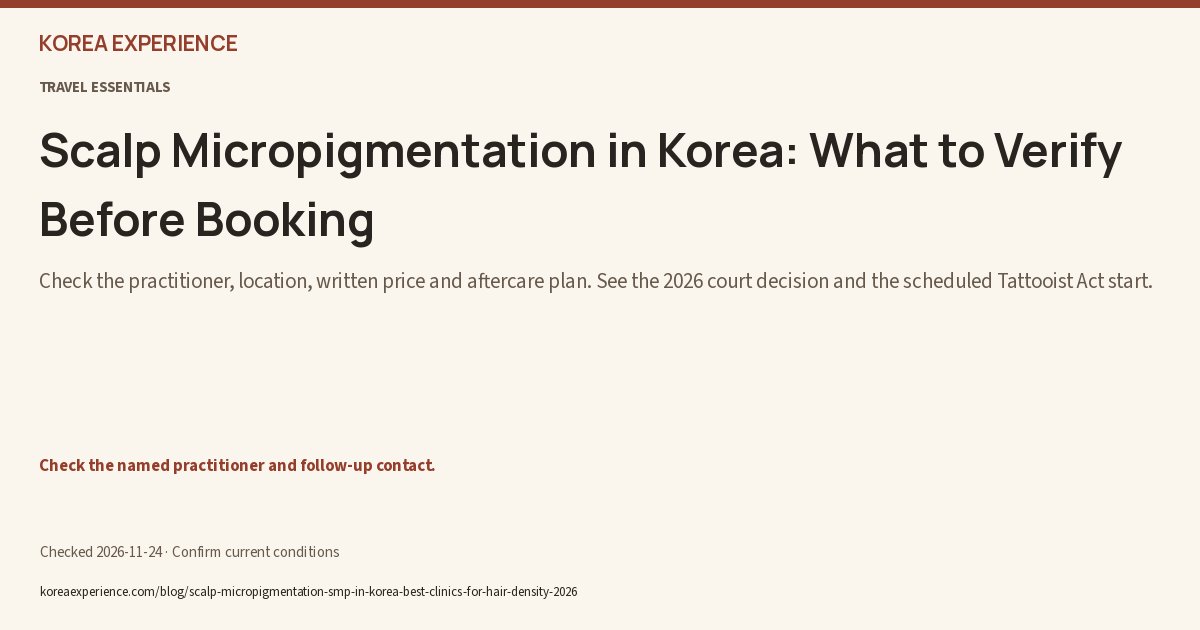 KOREA EXPERIENCE
TRAVEL ESSENTIALS
Scalp Micropigmentation in Korea: What to Verify
Before Booking
Check the practitioner, location, written price and aftercare plan. See the 2026 court decision and the scheduled Tattooist Act start.
Check the named practitioner and follow-up contact.
Checked 2026-11-24 · Confirm current conditions
koreaexperience.com/blog/scalp-micropigmentation-smp-in-korea-best-clinics-for-hair-density-2026